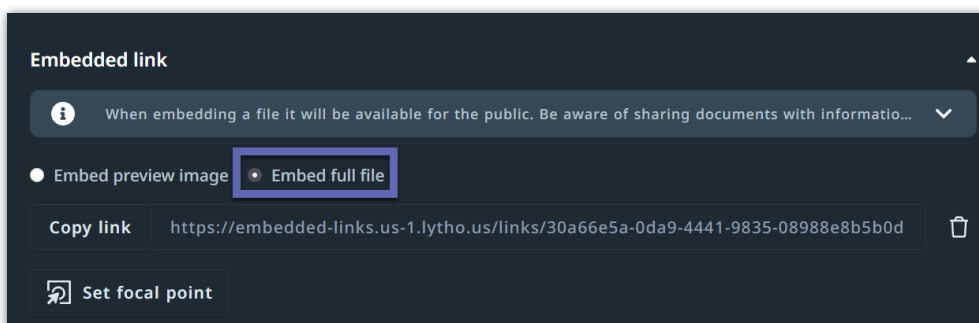 Embedded link
When embedding a file it will be available for the public. Be aware of sharing documents with informatio...
Embed preview image Embed full file
Copy link https://embedded-links.us-1.lytho.us/links/30a66e5a-0da9-4441-9835-08988e8b5b0d
Set focal point